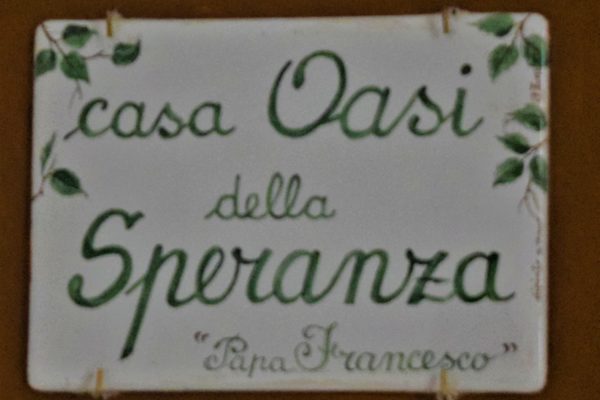 casa Oasi
della
Speranza
"Papa Francesco"